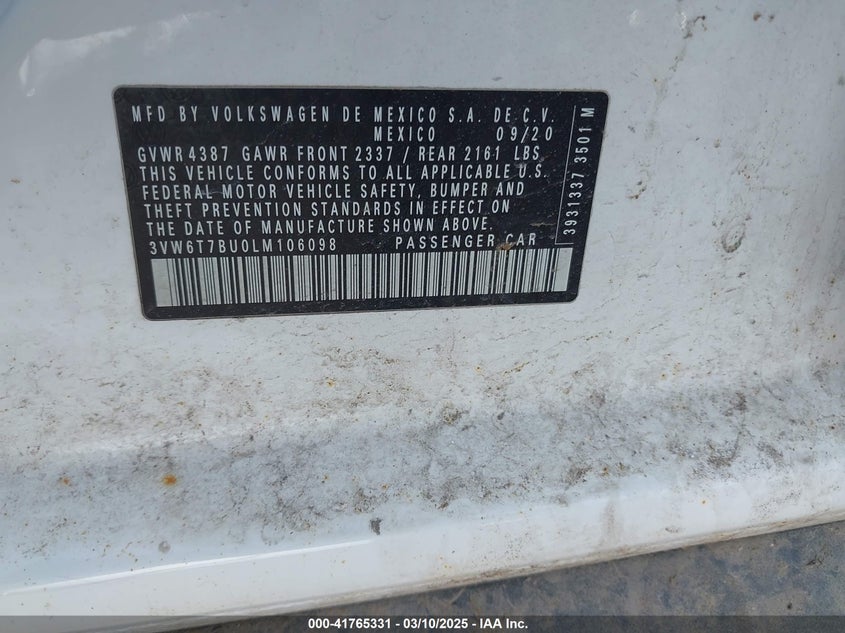 MFD BY VOLKSWAGEN DE MEXICO S.A. DE C.V.
MEXICO 09/20
GVWR 4387 GAWR FRONT 2337 / REAR 2161 LBS
THIS VEHICLE CONFORMS TO ALL APPLICABLE U.S.
FEDERAL MOTOR VEHICLE SAFETY, BUMPER AND
THEFT PREVENTION STANDARDS IN EFFECT ON
THE DATE OF MANUFACTURE SHOWN ABOVE.
3VW6T7BU0LM106098 PASSENGER CAR
3931337 3501 M
000-41765331 - 03/10/2025 - IAA Inc.